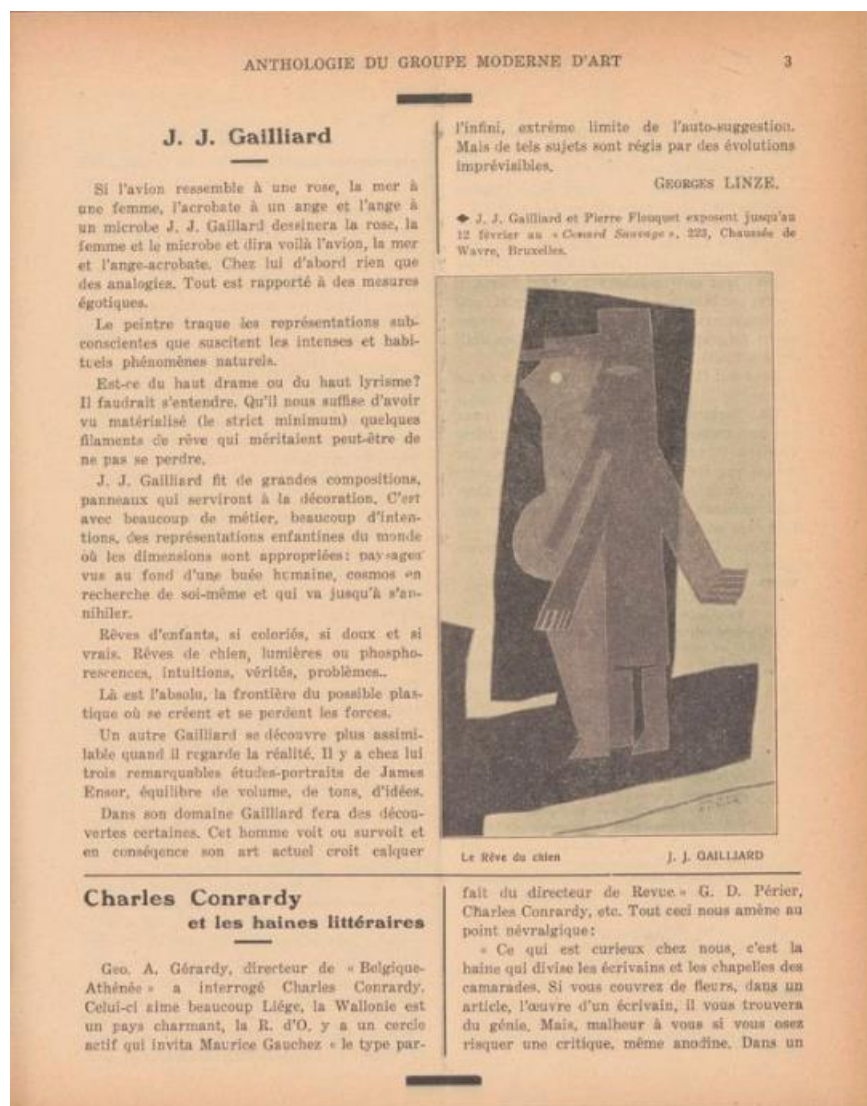 ANTHOLOGIE DU GROUPE MODERNE D'ART 3
J. J. Gailliard
Si l'avion ressemble à une rose, la mer à
une femme, l'acrobate à un ange et l'ange à
un microbe J. J. Gailliard dessinera la rose, la
femme et le microbe et dira voilà l'avion, la mer
et l'ange-acrobate. Chez lui d'abord rien que
des analogies. Tout est rapporté à des mesures
égotiques.
Le peintre traque les représentations sub-
conscientes que suscitent les intenses et habi-
tuels phénomènes naturels.
Est-ce du haut drame ou du haut lyrisme?
Il faudrait s'entendre. Qu'il nous suffise d'avoir
vu matérialisé (le strict minimum) quelques
filaments de rêve qui méritaient peut-être de
ne pas se perdre.
J. J. Gailliard fit de grandes compositions,
panneaux qui serviront à la décoration. C'est
avec beaucoup de métier, beaucoup d'inten-
tions, des représentations enfantines du monde
où les dimensions sont appropriées: paysages
vus au fond d'une buée humaine, cosmos en
recherche de soi-même et qui va jusqu'à s'an-
nihiler.
Rêves d'enfants, si coloriés, si doux et si
vrais. Rêves de chien, lumières ou phospho-
rescences, intuitions, vérités, problèmes..
Là est l'absolu, la frontière du possible plas-
tique où se créent et se perdent les forces.
Un autre Gailliard se découvre plus assimi-
lable quand il regarde la réalité. Il y a chez lui
trois remarquables études-portraits de James
Ensor, équilibre de volume, de tons, d'idées.
Dans son domaine Gailliard fera des décou-
vertes certaines. Cet homme voit ou survoit et
en conséqence son art actuel croit calquer
l'infini, extrême limite de l'auto-suggestion.
Mais de tels sujets sont régis par des évolutions
imprévisibles.
GEORGES LINZE.
◆ J. J. Gailliard et Pierre Flouquet exposent jusqu'au
12 février au « Canard Sauvage », 223, Chaussée de
Wavre, Bruxelles.
Le Rêve du chien J. J. GAILLIARD
Charles Conrardy
et les haines littéraires
Geo. A. Gérardy, directeur de « Belgique-
Athénée » a interrogé Charles Conrardy.
Celui-ci aime beaucoup Liége, la Wallonie est
un pays charmant, la R. d'O. y a un cercle
actif qui invita Maurice Gauchez « le type par-
fait du directeur de Revue » G. D. Périer,
Charles Conrardy, etc. Tout ceci nous amène au
point névralgique:
« Ce qui est curieux chez nous, c'est la
haine qui divise les écrivains et les chapelles des
camarades. Si vous couvrez de fleurs, dans un
article, l'œuvre d'un écrivain, il vous trouvera
du génie. Mais, malheur à vous si vous osez
risquer une critique, même anodine. Dans un